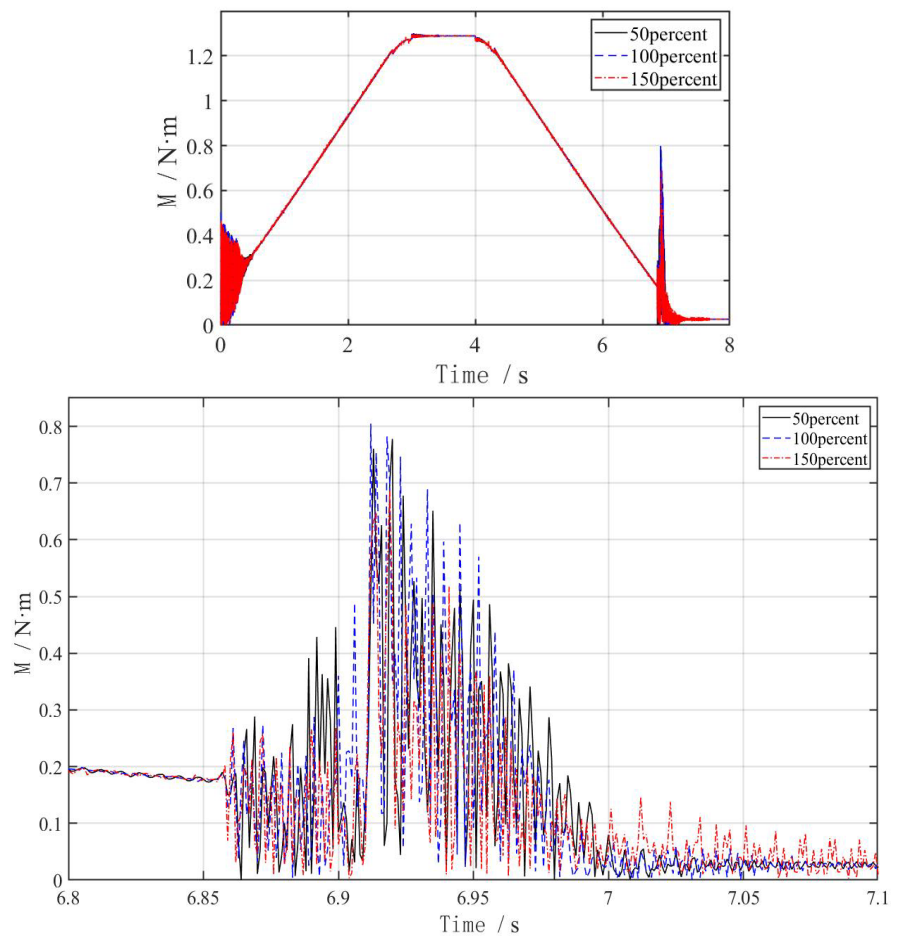 50percent
100percent
150percent
1.2
1
0.8
0.6
0.4
0.2
0
0 2 4 6 8
M / N·m
Time / s
50percent
100percent
150percent
0.8
0.7
0.6
0.5
0.4
0.3
0.2
0.1
0
6.8 6.85 6.9 6.95 7 7.05 7.1
M / N·m
Time / s